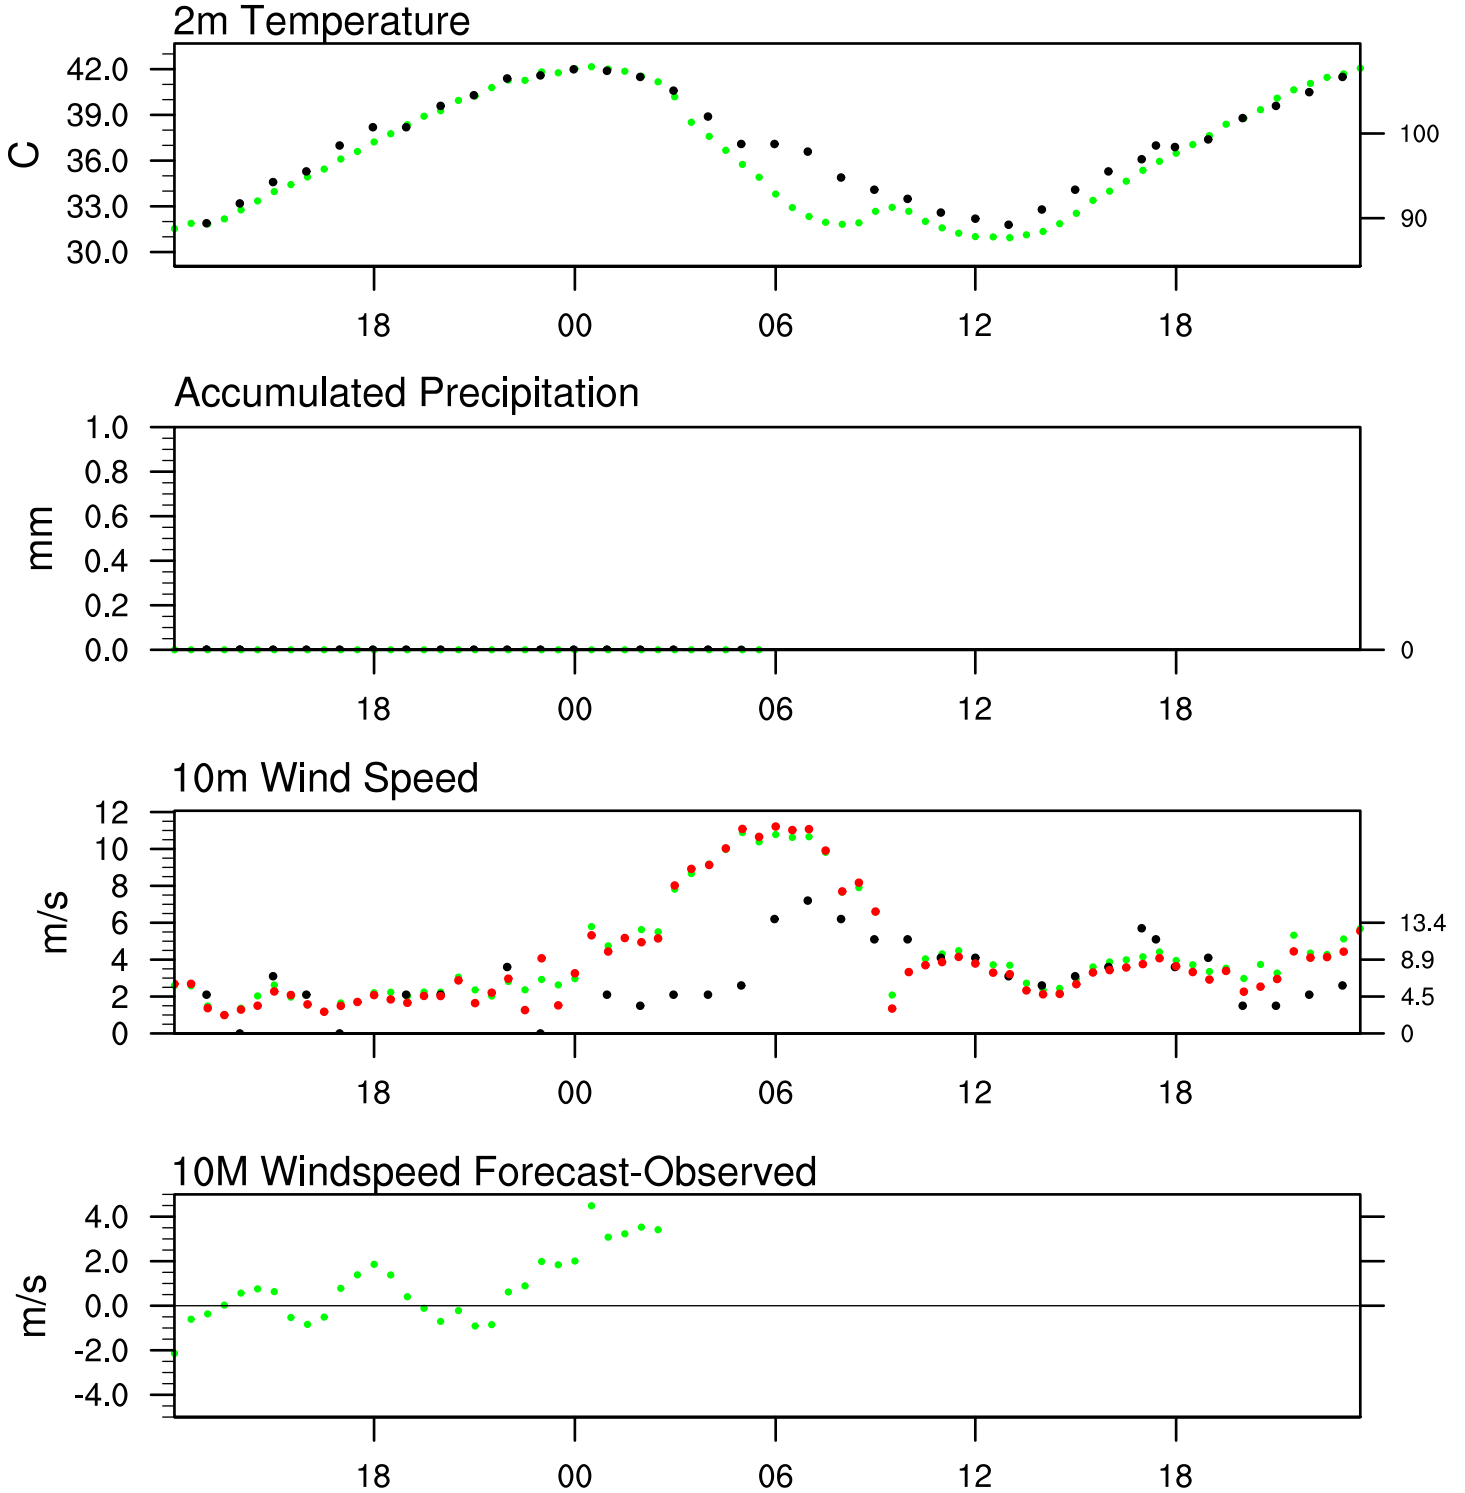 2m Temperature
42.0
39.0
36.0
33.0
30.0
C
100
90
18 00 06 12 18
Accumulated Precipitation
1.0
0.8
0.6
0.4
0.2
0.0
mm
0
18 00 06 12 18
10m Wind Speed
12
10
8
6
4
2
0
m/s
13.4
8.9
4.5
0
18 00 06 12 18
10M Windspeed Forecast-Observed
4.0
2.0
0.0
-2.0
-4.0
m/s
18 00 06 12 18